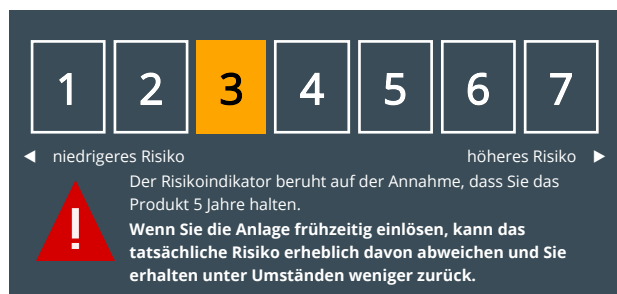 1 2 3 4 5 6 7
niedrigeres Risiko höheres Risiko
Der Risikoindikator beruht auf der Annahme, dass Sie das
Produkt 5 Jahre halten.
Wenn Sie die Anlage frühzeitig einlösen, kann das
tatsächliche Risiko erheblich davon abweichen und Sie
erhalten unter Umständen weniger zurück.
!